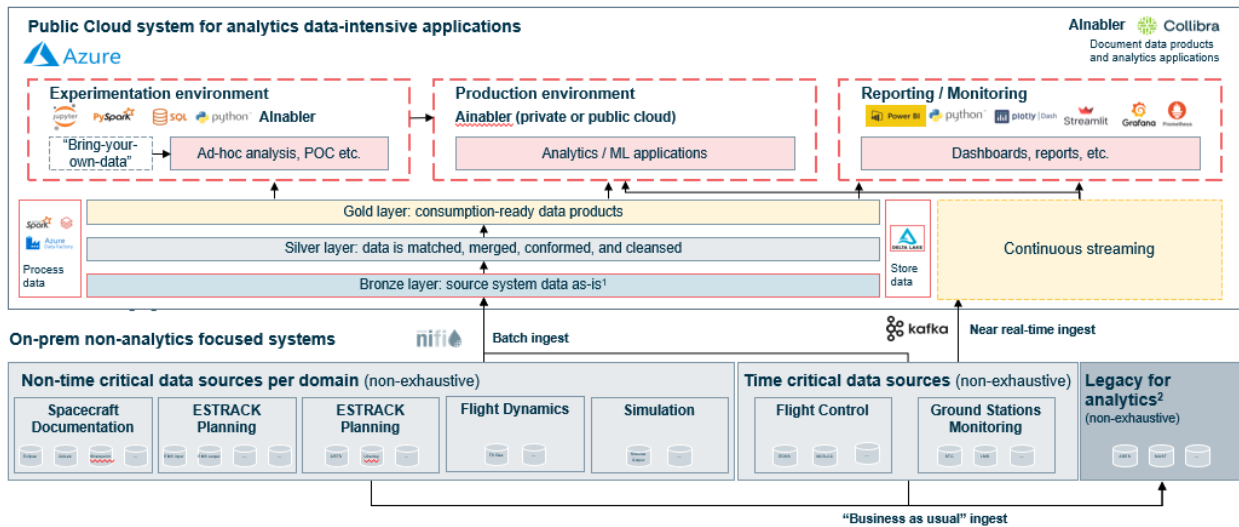 Public Cloud system for analytics data-intensive applications
AInabler Collibra
Document data products
and analytics applications
Azure
Experimentation environment
jupyter PySpark SQL python AInabler
"Bring-your-
own-data"
Ad-hoc analysis, POC etc.
Production environment
Ainabler (private or public cloud)
Analytics / ML applications
Reporting / Monitoring
Power BI python plotly | Dash Streamlit Grafana Prometheus
Dashboards, reports, etc.
Spark
Azure
Data Factory
Process
data
Gold layer: consumption-ready data products
Silver layer: data is matched, merged, conformed, and cleansed
Bronze layer: source system data as-is¹
DELTA LAKE
Store
data
Continuous streaming
On-prem non-analytics focused systems
nifi
Batch ingest
kafka
Near real-time ingest
Non-time critical data sources per domain (non-exhaustive)
Spacecraft
Documentation
...
ESTRACK
Planning
... ...
ESTRACK
Planning
...
Flight Dynamics
...
Simulation
...
Time critical data sources (non-exhaustive)
Flight Control
...
Ground Stations
Monitoring
...
Legacy for
analytics²
(non-exhaustive)
...
"Business as usual" ingest